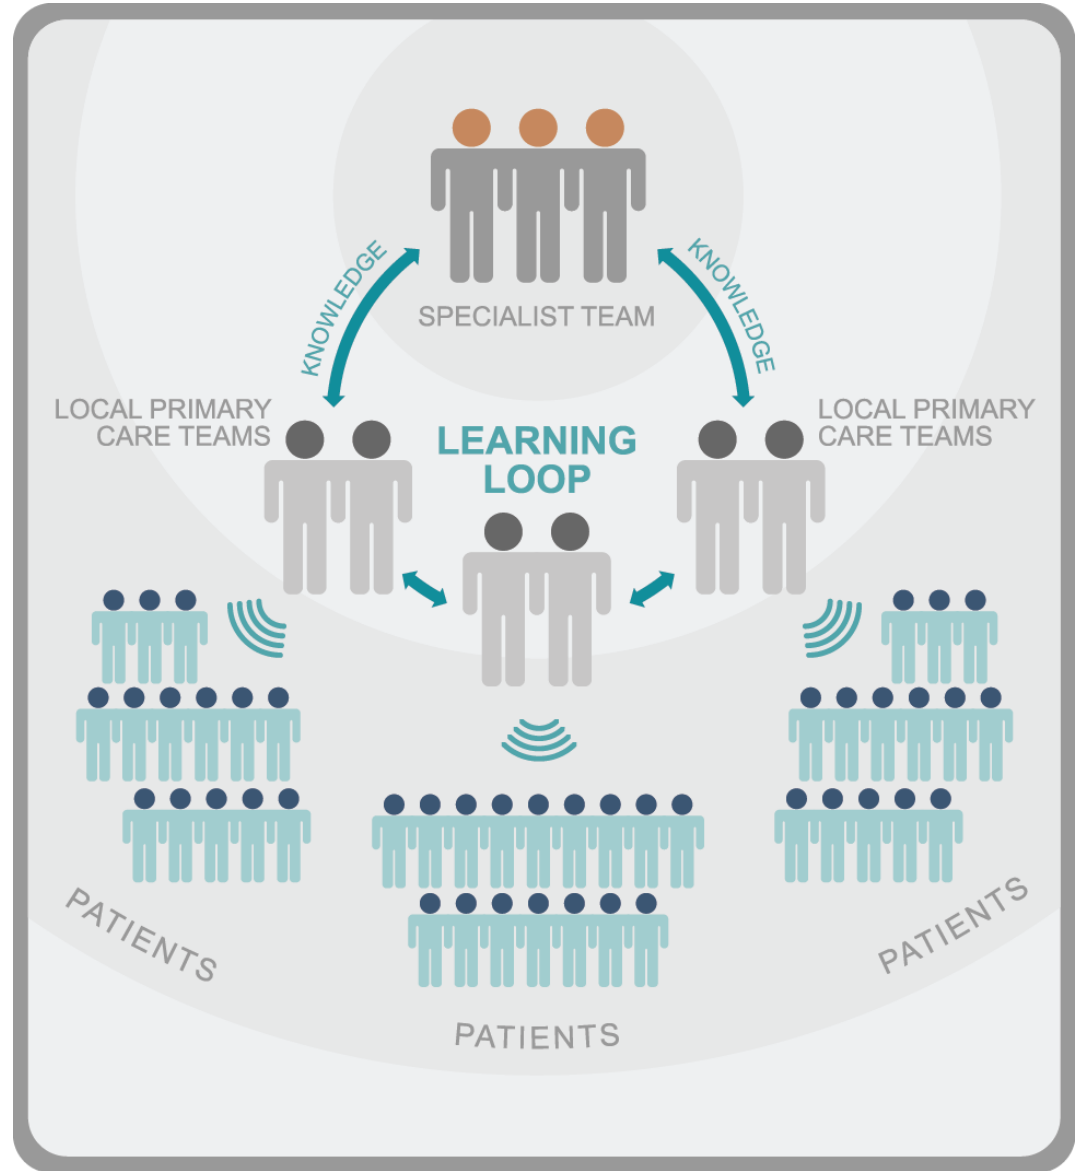 KNOWLEDGE
KNOWLEDGE
SPECIALIST TEAM
LOCAL PRIMARY
CARE TEAMS
LOCAL PRIMARY
CARE TEAMS
LEARNING
LOOP
PATIENTS
PATIENTS
PATIENTS